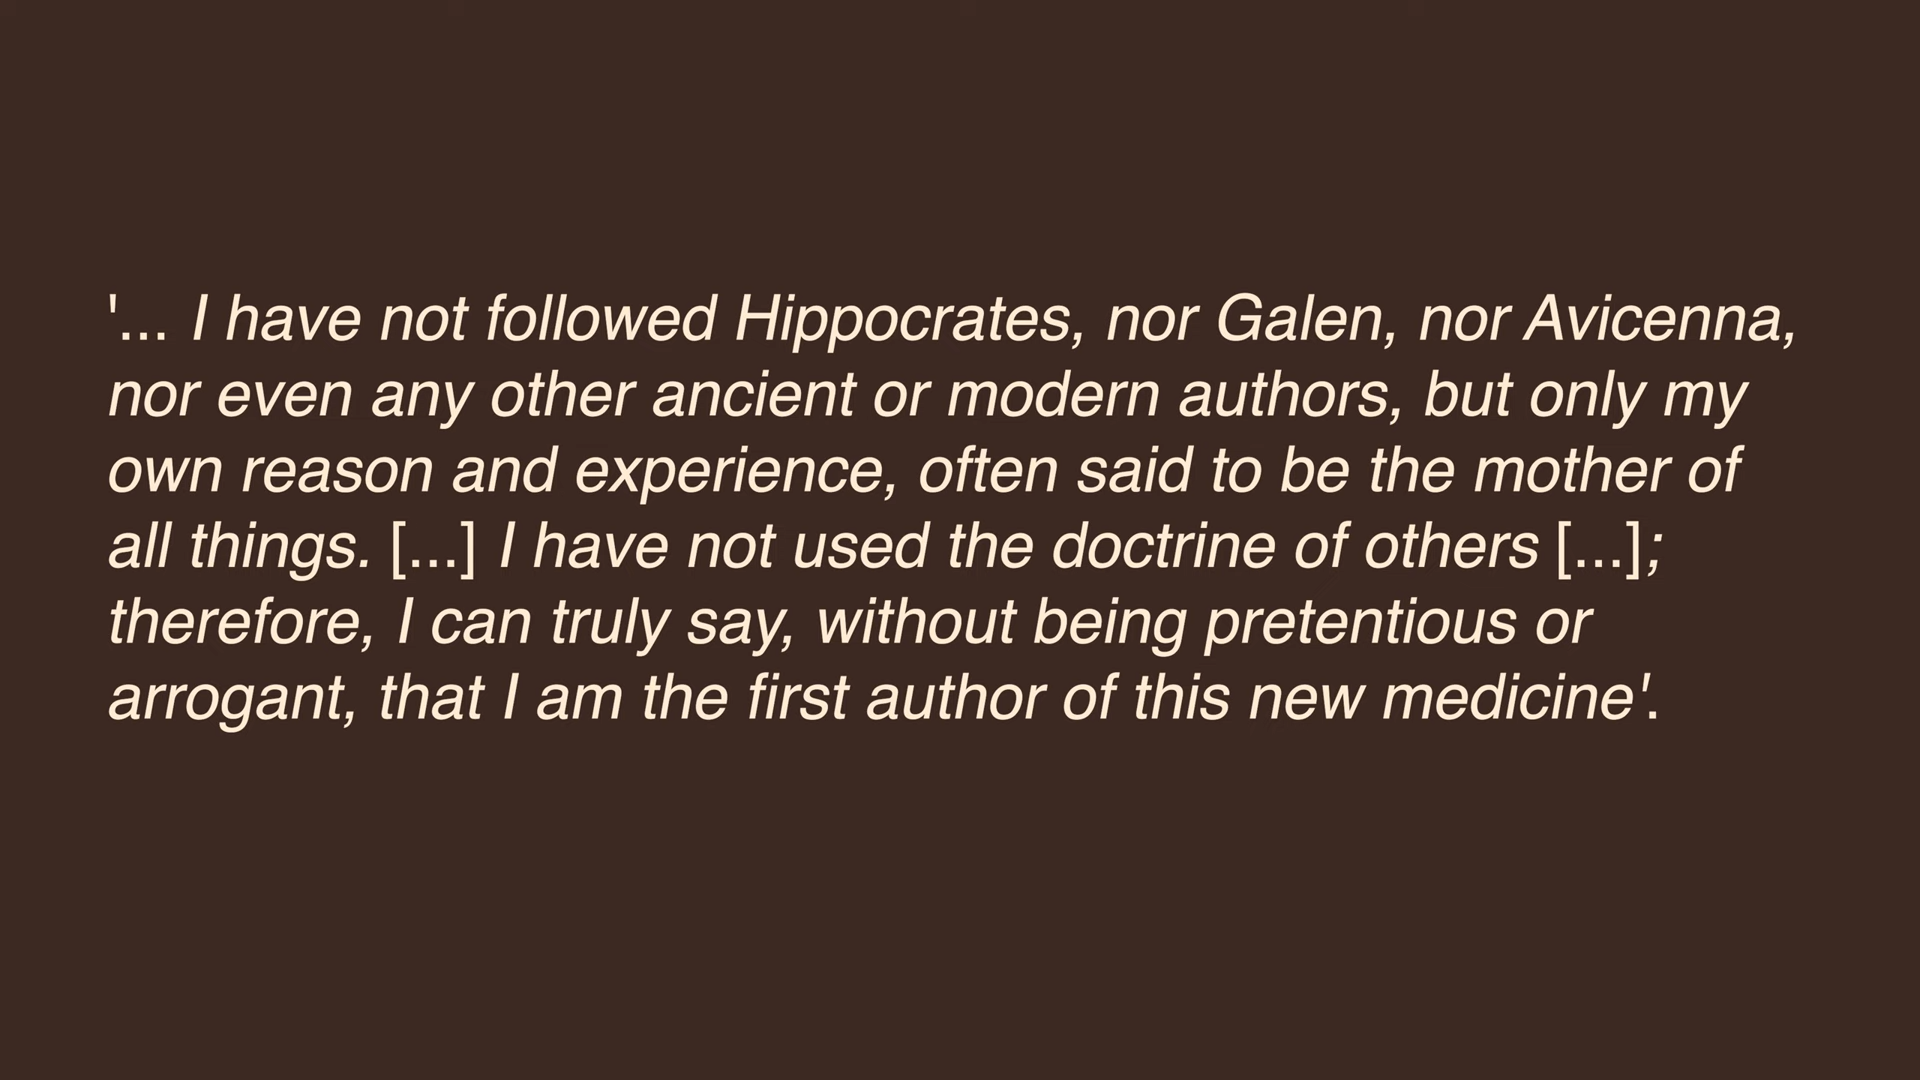 '... I have not followed Hippocrates, nor Galen, nor Avicenna,
nor even any other ancient or modern authors, but only my
own reason and experience, often said to be the mother of
all things. [...] I have not used the doctrine of others [...];
therefore, I can truly say, without being pretentious or
arrogant, that I am the first author of this new medicine'.